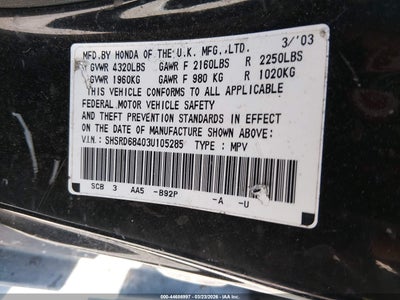 MFD.BY HONDA OF THE U.K. MFG.,LTD. 3/'03
GVWR 4320LBS GAWR F 2160LBS R 2250LBS
GVWR 1960KG GAWR F 980 KG R 1020KG
THIS VEHICLE CONFORMS TO ALL APPLICABLE
FEDERAL MOTOR VEHICLE SAFETY
AND THEFT PREVENTION STANDARDS IN EFFECT
ON THE DATE OF MANUFACTURE SHOWN ABOVE.
V.I.N.: SHSRD68403U105285 TYPE: MPV
SCB 3 AA5 -B92P -A -U
000-44608997 - 03/23/2026 - IAA INC.